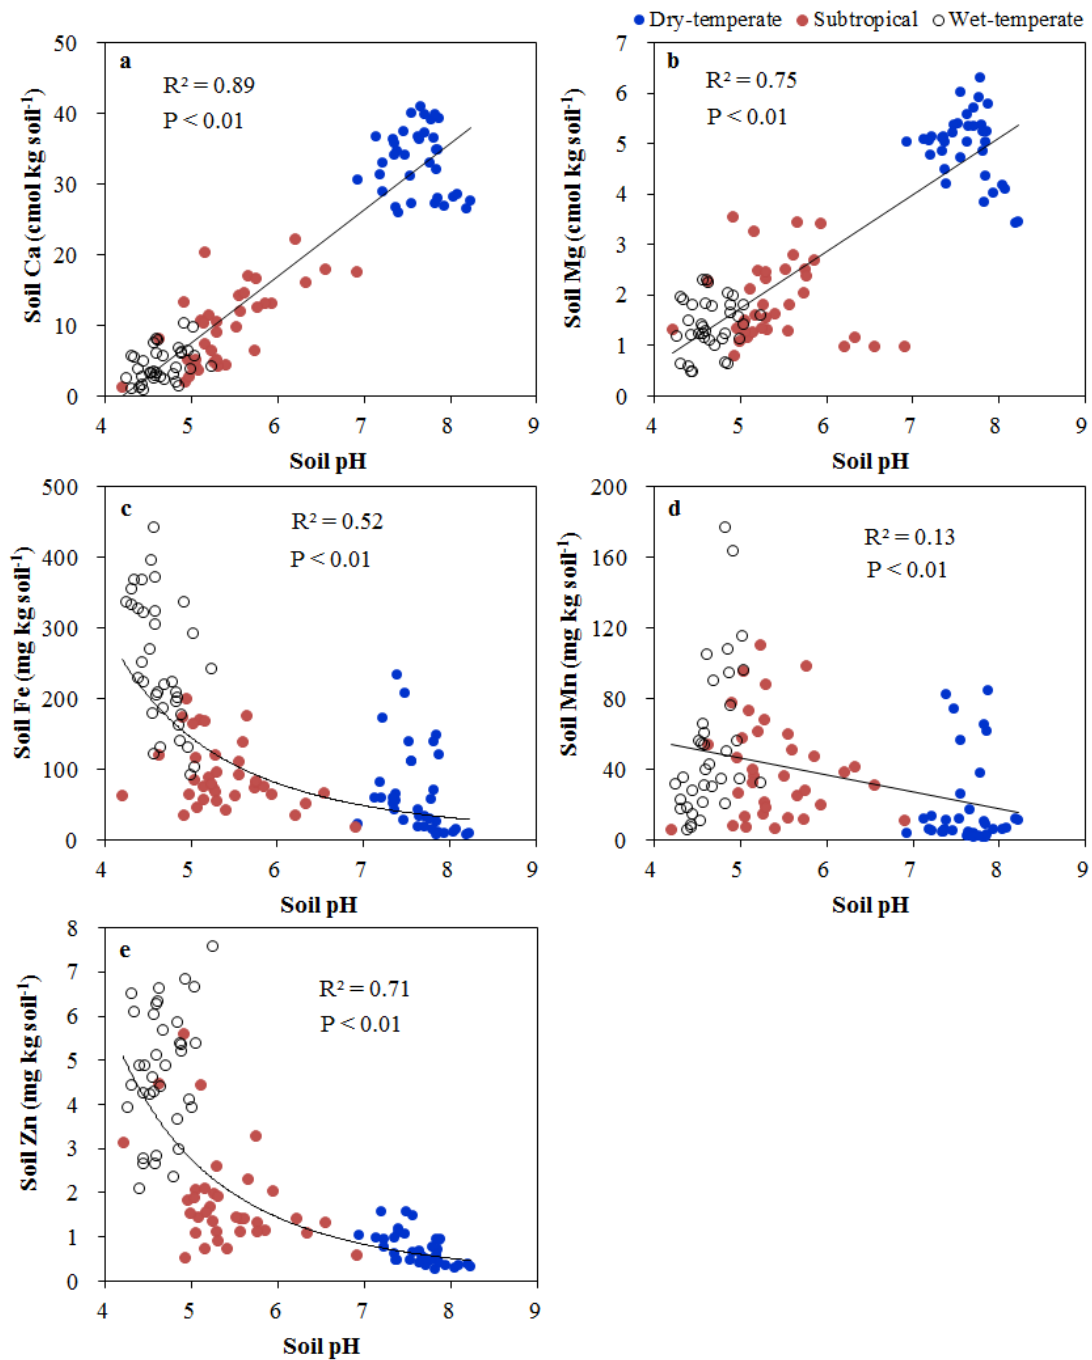 Dry-temperate Subtropical Wet-temperate
a
R² = 0.89
P < 0.01
50
40
30
20
10
0
Soil Ca (cmol kg soil⁻¹)
4 5 6 7 8 9
Soil pH
b
R² = 0.75
P < 0.01
7
6
5
4
3
2
1
0
Soil Mg (cmol kg soil⁻¹)
4 5 6 7 8 9
Soil pH
c
R² = 0.52
P < 0.01
500
400
300
200
100
0
Soil Fe (mg kg soil⁻¹)
4 5 6 7 8 9
Soil pH
d
R² = 0.13
P < 0.01
200
160
120
80
40
0
Soil Mn (mg kg soil⁻¹)
4 5 6 7 8 9
Soil pH
e
R² = 0.71
P < 0.01
8
7
6
5
4
3
2
1
0
Soil Zn (mg kg soil⁻¹)
4 5 6 7 8 9
Soil pH